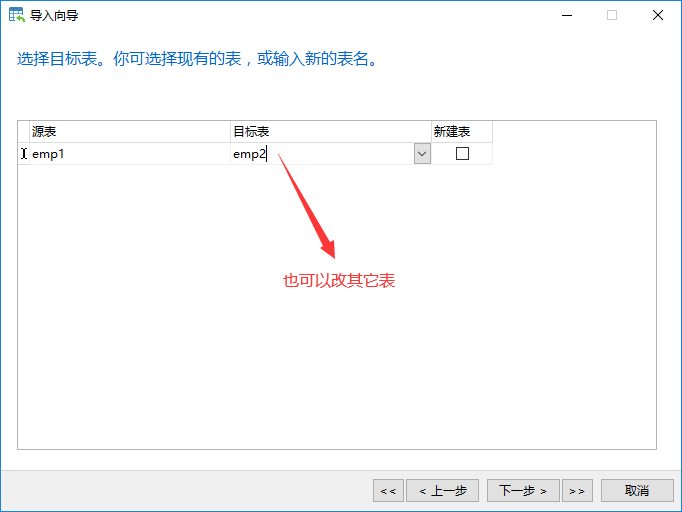 导入向导
选择目标表。你可选择现有的表，或输入新的表名。
源表 目标表 新建表
emp1 emp2
也可以改其它表
<< < 上一步 下一步 > >> 取消